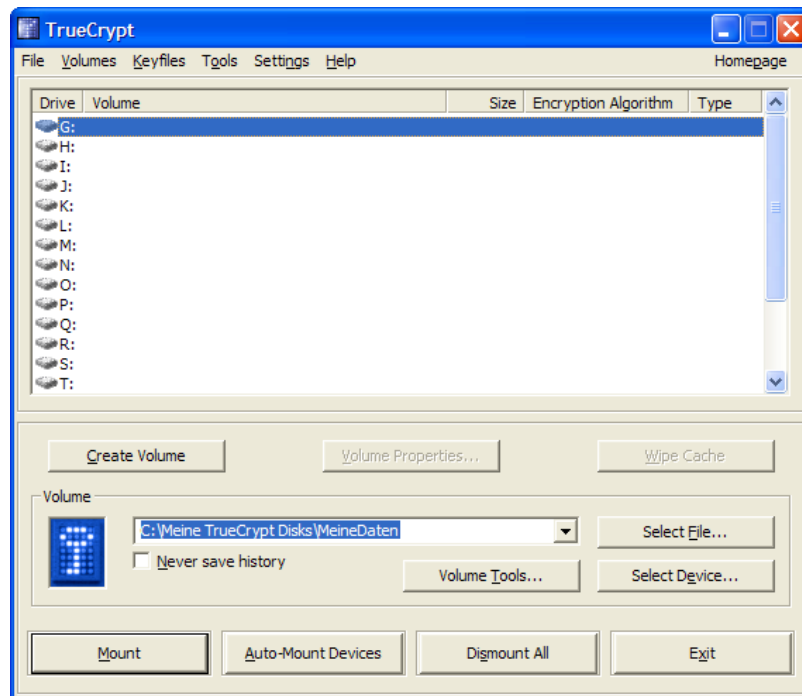 TrueCrypt
File Volumes Keyfiles Tools Settings Help Homepage
Drive Volume Size Encryption Algorithm Type
G:
H:
I:
J:
K:
L:
M:
N:
O:
P:
Q:
R:
S:
T:
Create Volume Volume Properties... Wipe Cache
Volume
C:\Meine TrueCrypt Disks\MeineDaten Select File...
Never save history
Volume Tools... Select Device...
Mount Auto-Mount Devices Dismount All Exit